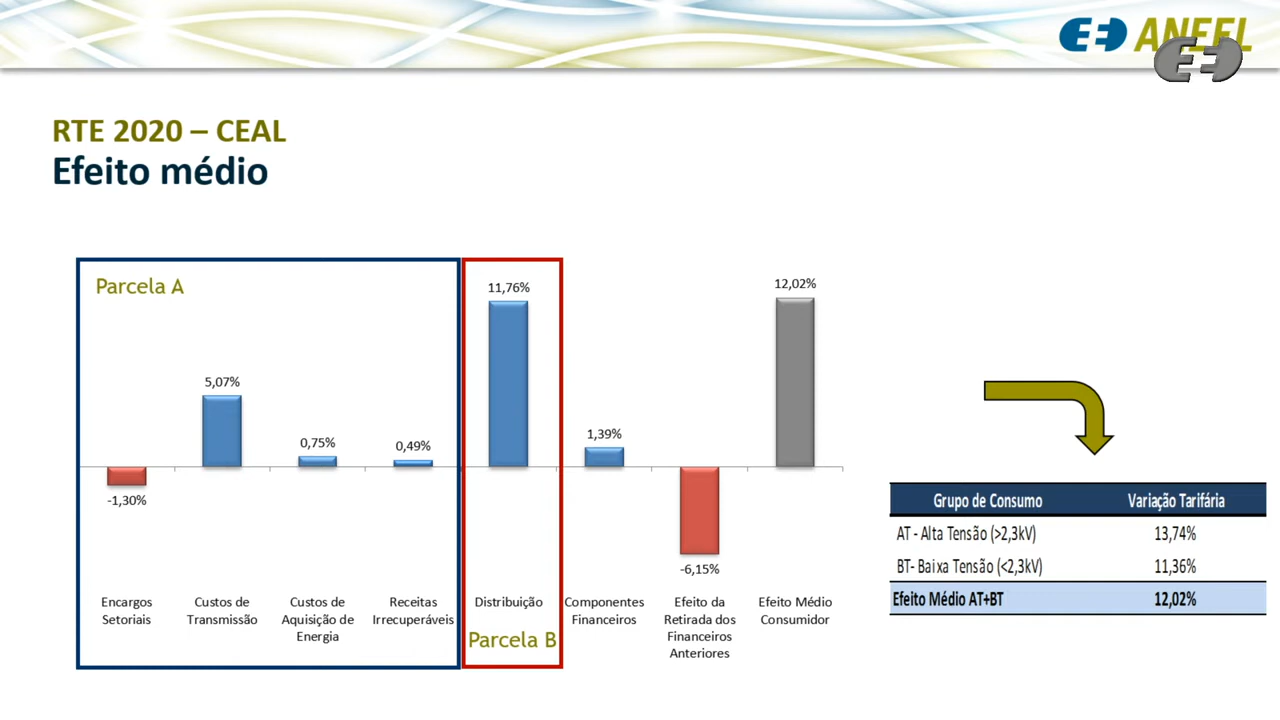 ANEEL
RTE 2020 – CEAL
Efeito médio
Parcela A
-1,30%
5,07%
0,75%
0,49%
11,76%
1,39%
-6,15%
12,02%
Encargos
Setoriais
Custos de
Transmissão
Custos de
Aquisição de
Energia
Receitas
Irrecuperáveis
Distribuição
Parcela B
Componentes
Financeiros
Efeito da
Retirada dos
Financeiros
Anteriores
Efeito Médio
Consumidor
Grupo de Consumo Variação Tarifária
AT - Alta Tensão (>2,3kV) 13,74%
BT- Baixa Tensão (<2,3kV) 11,36%
Efeito Médio AT+BT 12,02%